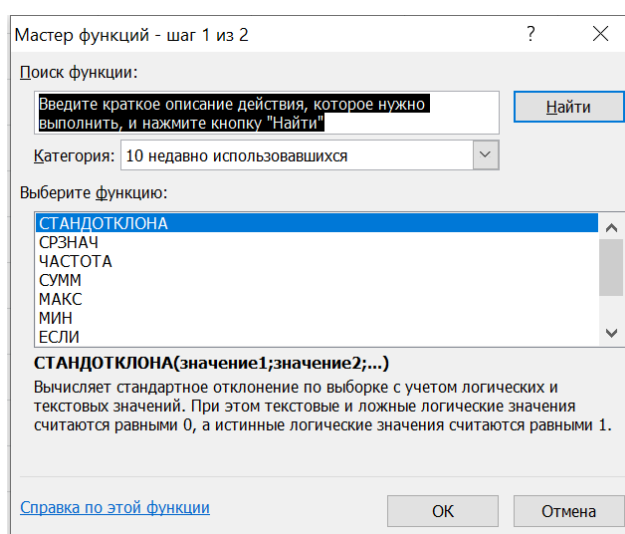 Мастер функций - шаг 1 из 2 ?
Поиск функции:
Введите краткое описание действия, которое нужно
выполнить, и нажмите кнопку "Найти"
Найти
Категория: 10 недавно использовавшихся
Выберите функцию:
СТАНДОТКЛОНА
СРЗНАЧ
ЧАСТОТА
СУММ
МАКС
МИН
ЕСЛИ
СТАНДОТКЛОНА(значение1;значение2;...)
Вычисляет стандартное отклонение по выборке с учетом логических и
текстовых значений. При этом текстовые и ложные логические значения
считаются равными 0, а истинные логические значения считаются равными 1.
Справка по этой функции
ОК
Отмена